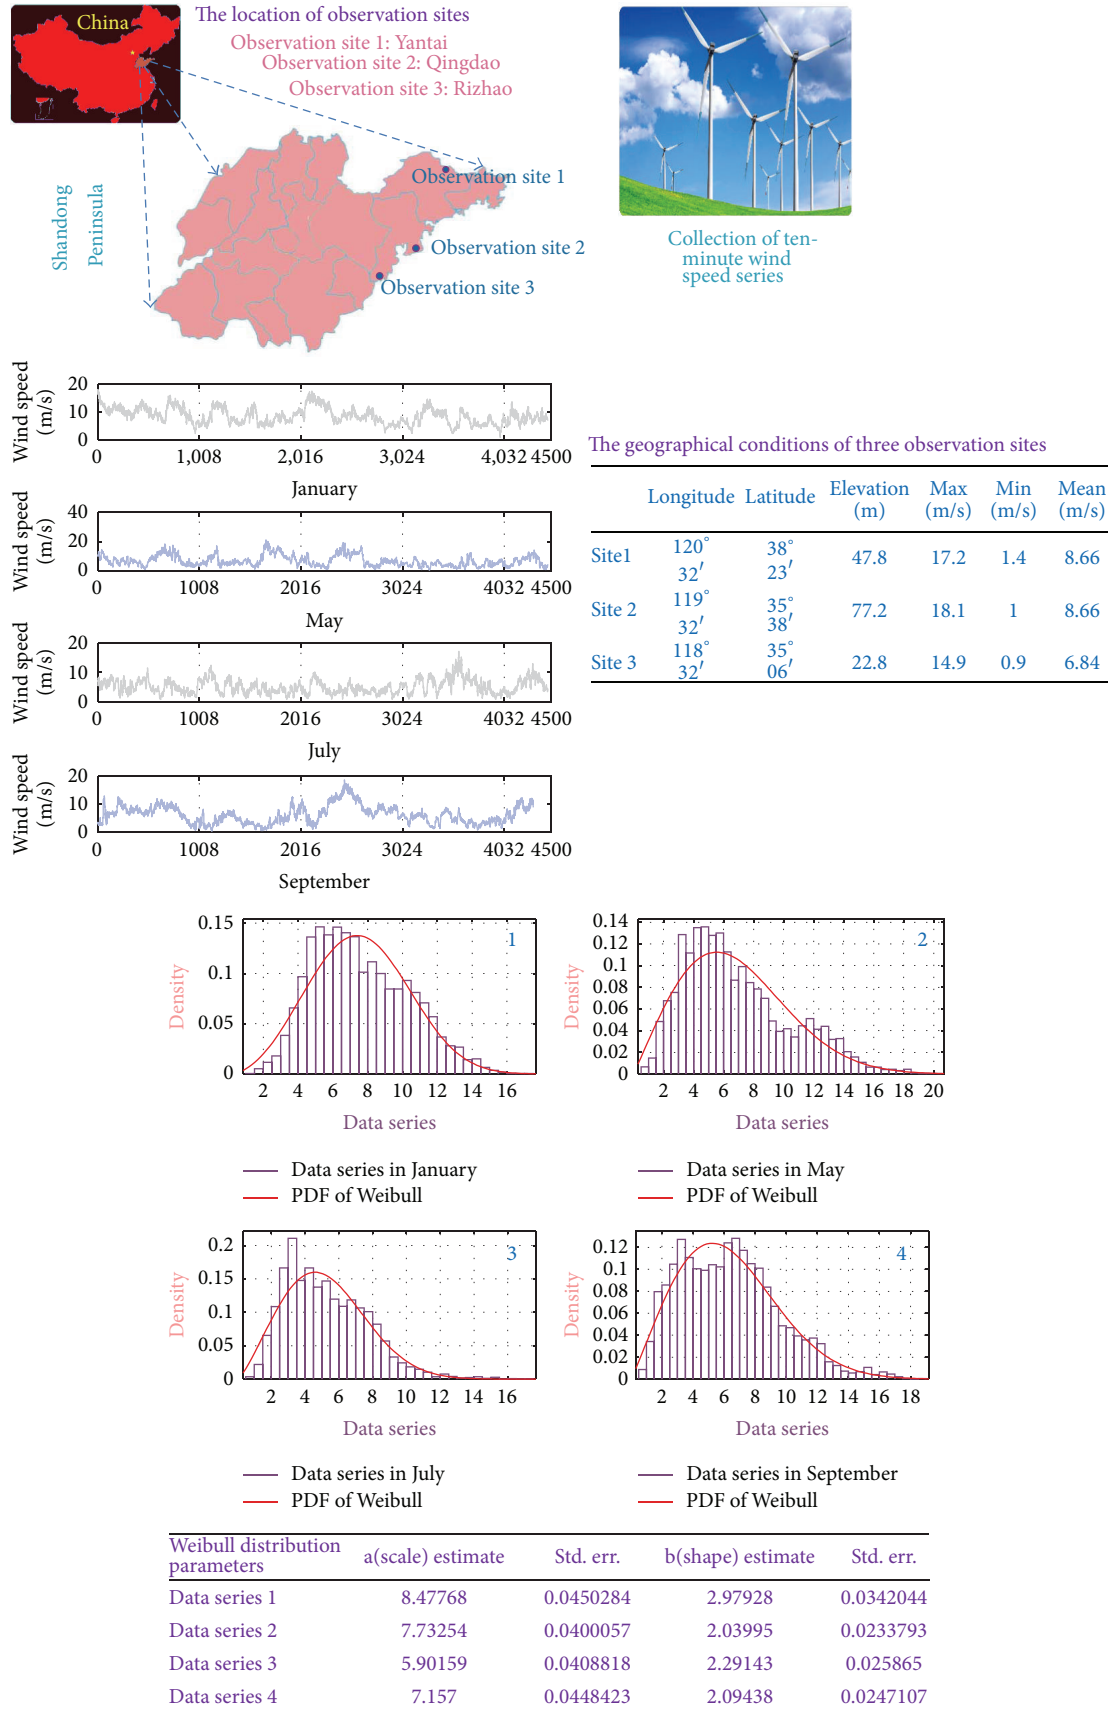 China
The location of observation sites
Observation site 1: Yantai
Observation site 2: Qingdao
Observation site 3: Rizhao
Shandong
Peninsula
Observation site 1
Observation site 2
Observation site 3
Collection of ten-
minute wind
speed series
Wind speed
(m/s)
20
10
0
0 1,008 2,016 3,024 4,032 4500
January
Wind speed
(m/s)
40
20
0
0 1008 2016 3024 4032 4500
May
Wind speed
(m/s)
20
10
0
0 1008 2016 3024 4032 4500
July
Wind speed
(m/s)
20
10
0
0 1008 2016 3024 4032 4500
September
The geographical conditions of three observation sites
Longitude Latitude Elevation (m) Max (m/s) Min (m/s) Mean (m/s)
Site1 120° 32′ 38° 23′ 47.8 17.2 1.4 8.66
Site 2 119° 32′ 35° 38′ 77.2 18.1 1 8.66
Site 3 118° 32′ 35° 06′ 22.8 14.9 0.9 6.84
Density
0.15
0.1
0.05
0
1
2 4 6 8 10 12 14 16
Data series
Data series in January
PDF of Weibull
Density
0.14
0.12
0.1
0.08
0.06
0.04
0.02
0
2
2 4 6 8 10 12 14 16 18 20
Data series
Data series in May
PDF of Weibull
Density
0.2
0.15
0.1
0.05
0
3
2 4 6 8 10 12 14 16
Data series
Data series in July
PDF of Weibull
Density
0.12
0.1
0.08
0.06
0.04
0.02
0
4
2 4 6 8 10 12 14 16 18
Data series
Data series in September
PDF of Weibull
Weibull distribution
parameters
a(scale) estimate Std. err. b(shape) estimate Std. err.
Data series 1 8.47768 0.0450284 2.97928 0.0342044
Data series 2 7.73254 0.0400057 2.03995 0.0233793
Data series 3 5.90159 0.0408818 2.29143 0.025865
Data series 4 7.157 0.0448423 2.09438 0.0247107